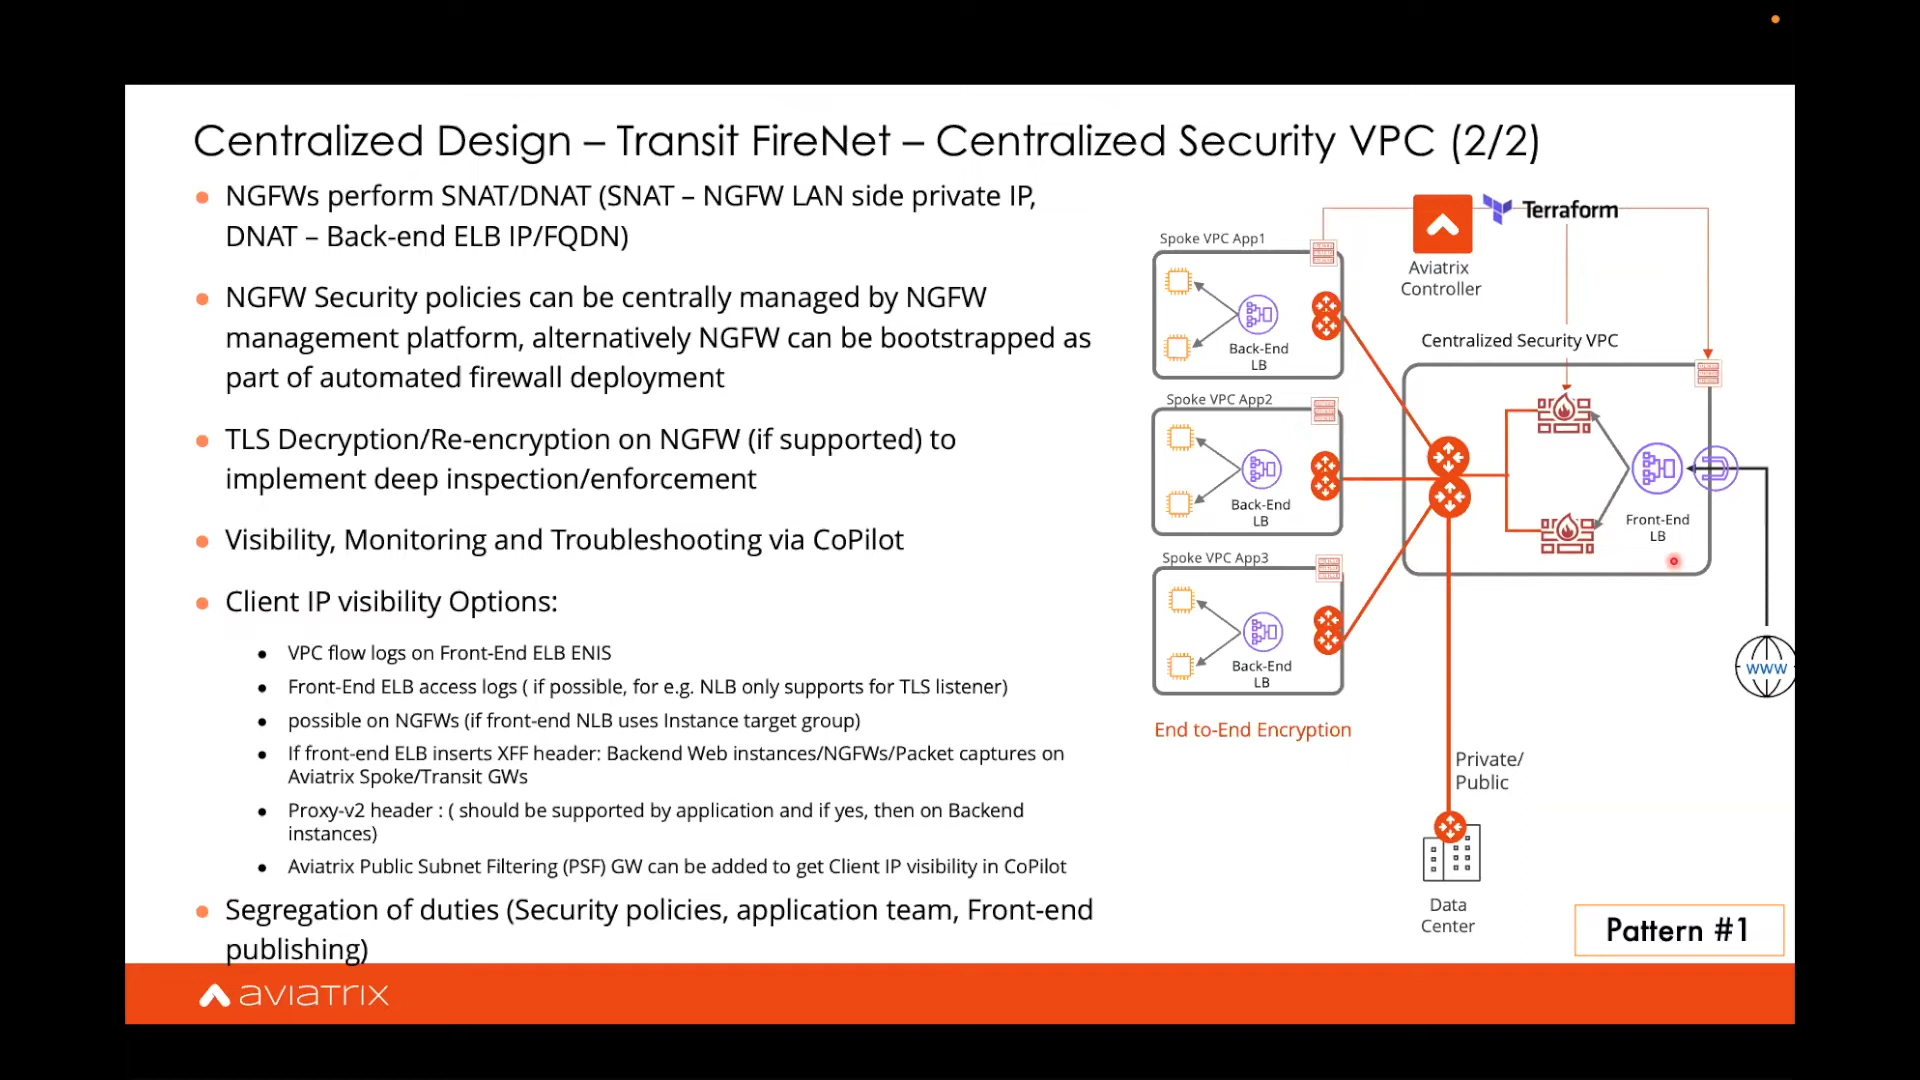 Centralized Design – Transit FireNet – Centralized Security VPC (2/2)
NGFWs perform SNAT/DNAT (SNAT – NGFW LAN side private IP,
DNAT – Back-end ELB IP/FQDN)
NGFW Security policies can be centrally managed by NGFW
management platform, alternatively NGFW can be bootstrapped as
part of automated firewall deployment
TLS Decryption/Re-encryption on NGFW (if supported) to
implement deep inspection/enforcement
Visibility, Monitoring and Troubleshooting via CoPilot
Client IP visibility Options:
VPC flow logs on Front-End ELB ENIS
Front-End ELB access logs ( if possible, for e.g. NLB only supports for TLS listener)
possible on NGFWs (if front-end NLB uses Instance target group)
If front-end ELB inserts XFF header: Backend Web instances/NGFWs/Packet captures on
Aviatrix Spoke/Transit GWs
Proxy-v2 header : ( should be supported by application and if yes, then on Backend
instances)
Aviatrix Public Subnet Filtering (PSF) GW can be added to get Client IP visibility in CoPilot
Segregation of duties (Security policies, application team, Front-end
publishing)
Terraform
Aviatrix
Controller
Spoke VPC App1
Back-End
LB
Spoke VPC App2
Back-End
LB
Spoke VPC App3
Back-End
LB
Centralized Security VPC
Front-End
LB
www
End to-End Encryption
Private/
Public
Data
Center
Pattern #1
aviatrix